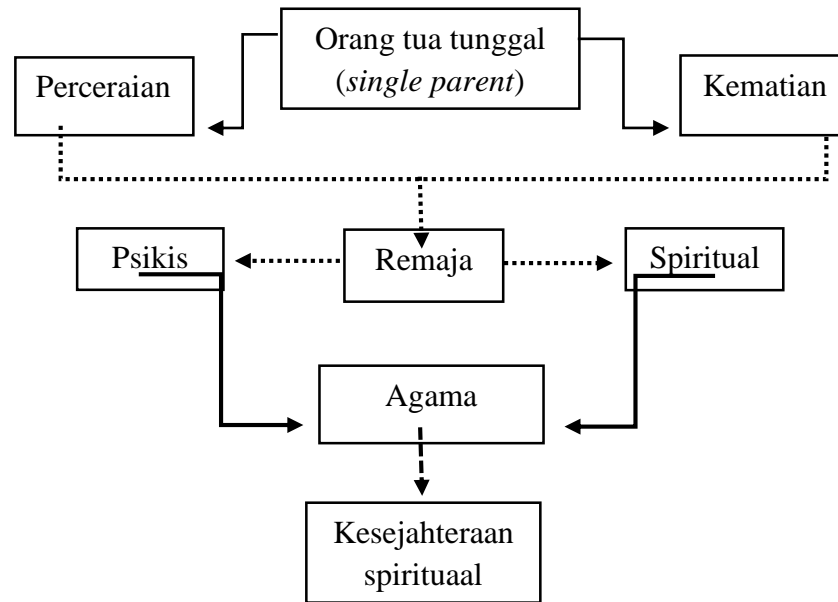 Orang tua tunggal
(single parent)
Perceraian
Kematian
Psikis
Remaja
Spiritual
Agama
Kesejahteraan
spirituaal